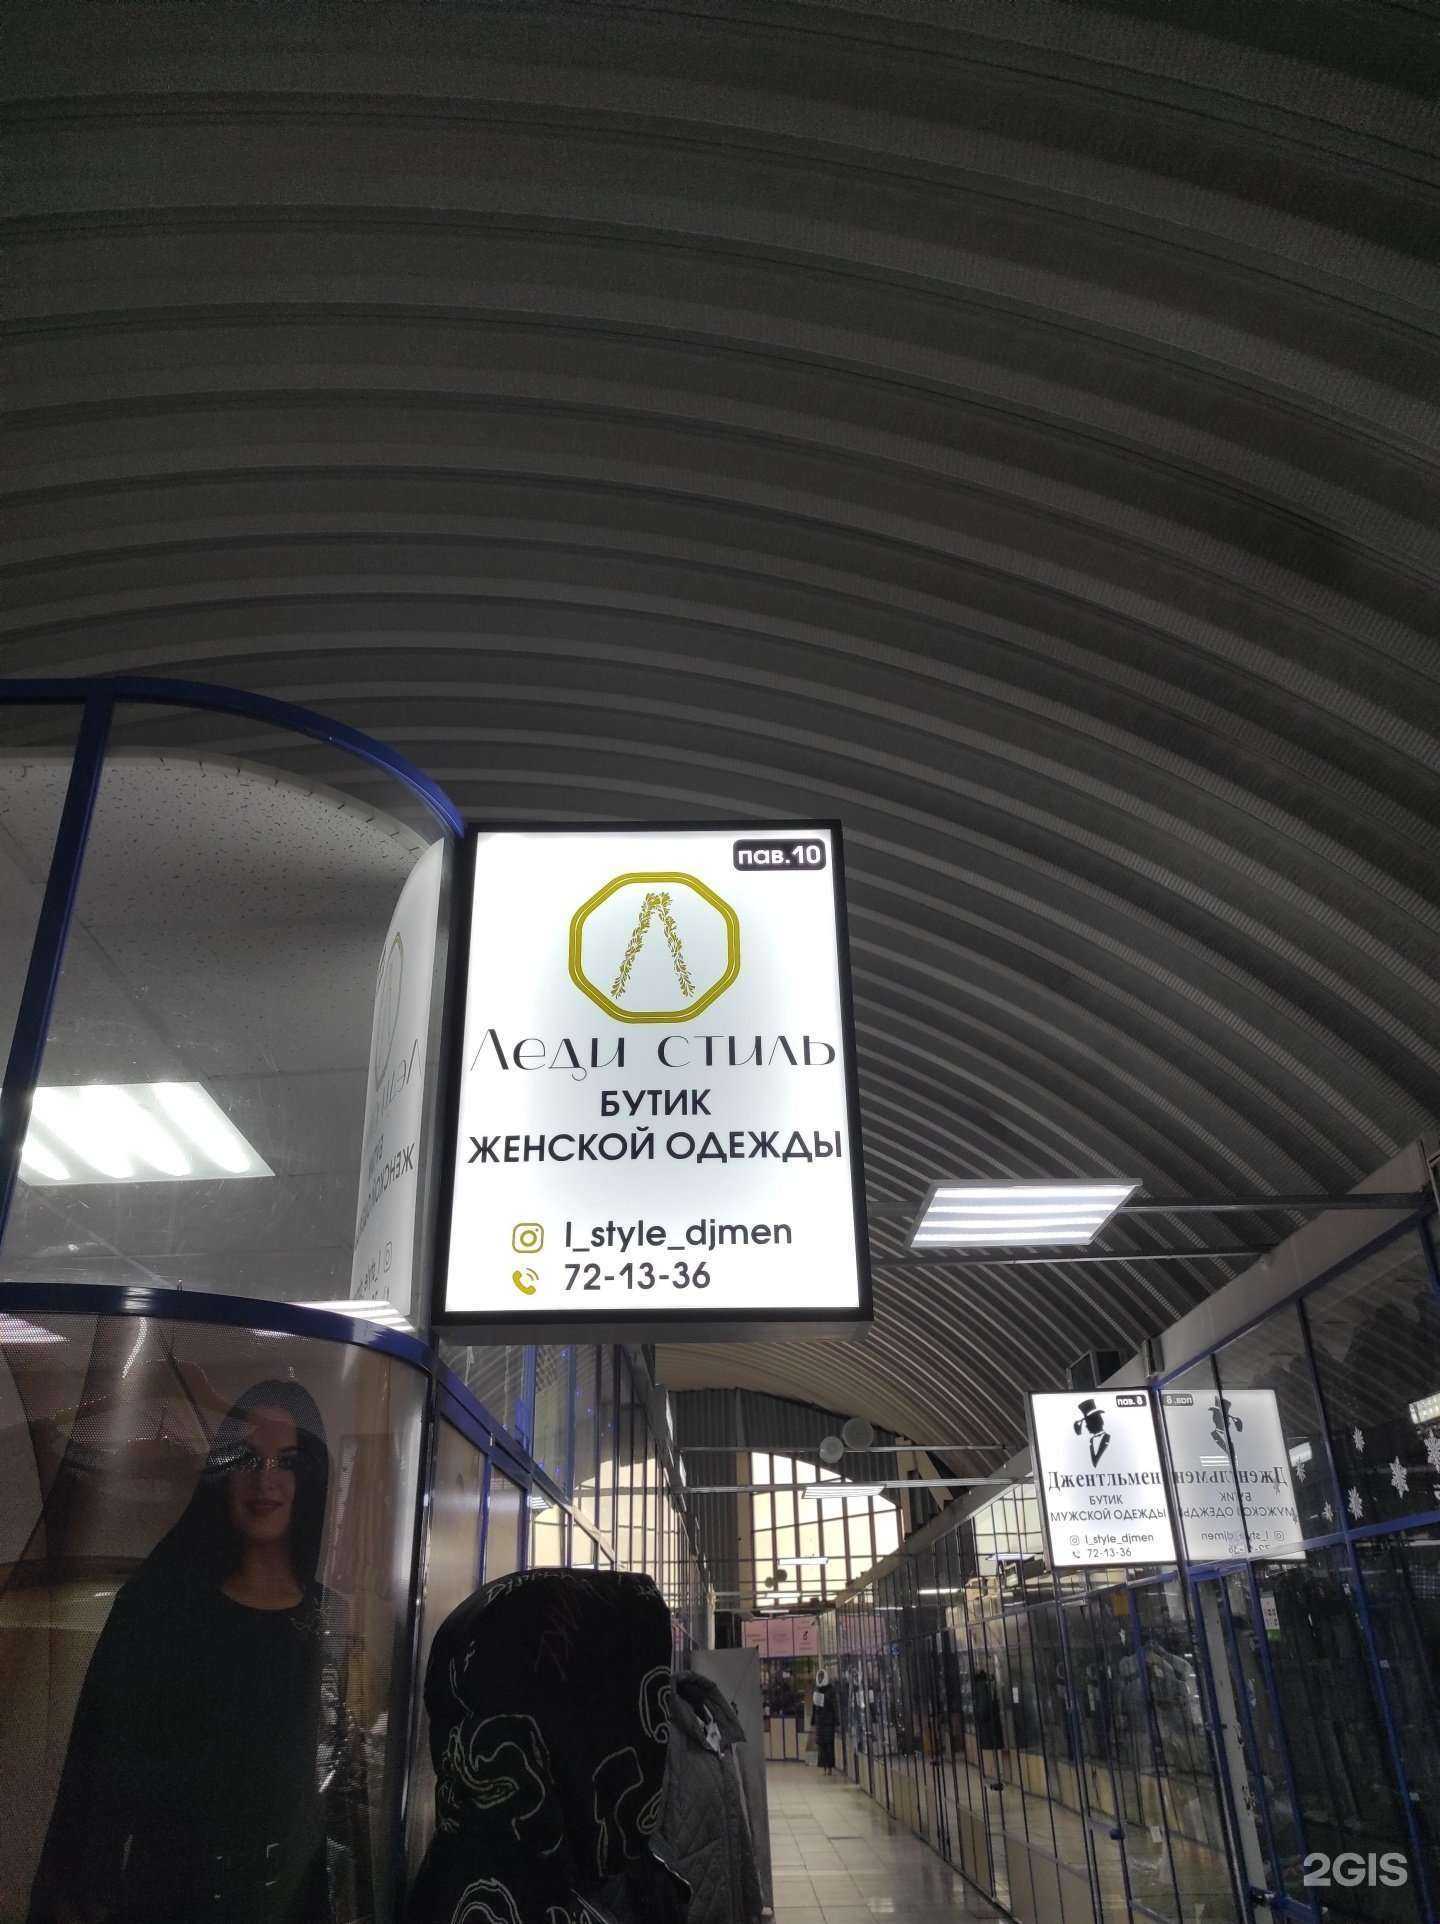 пав.10
Леди стиль
БУТИК
ЖЕНСКОЙ ОДЕЖДЫ
l_style_djmen
72-13-36
пав. 8
Джентльмен
БУТИК
МУЖСКОЙ ОДЕЖДЫ
l_style_djmen
72-13-36
2GIS